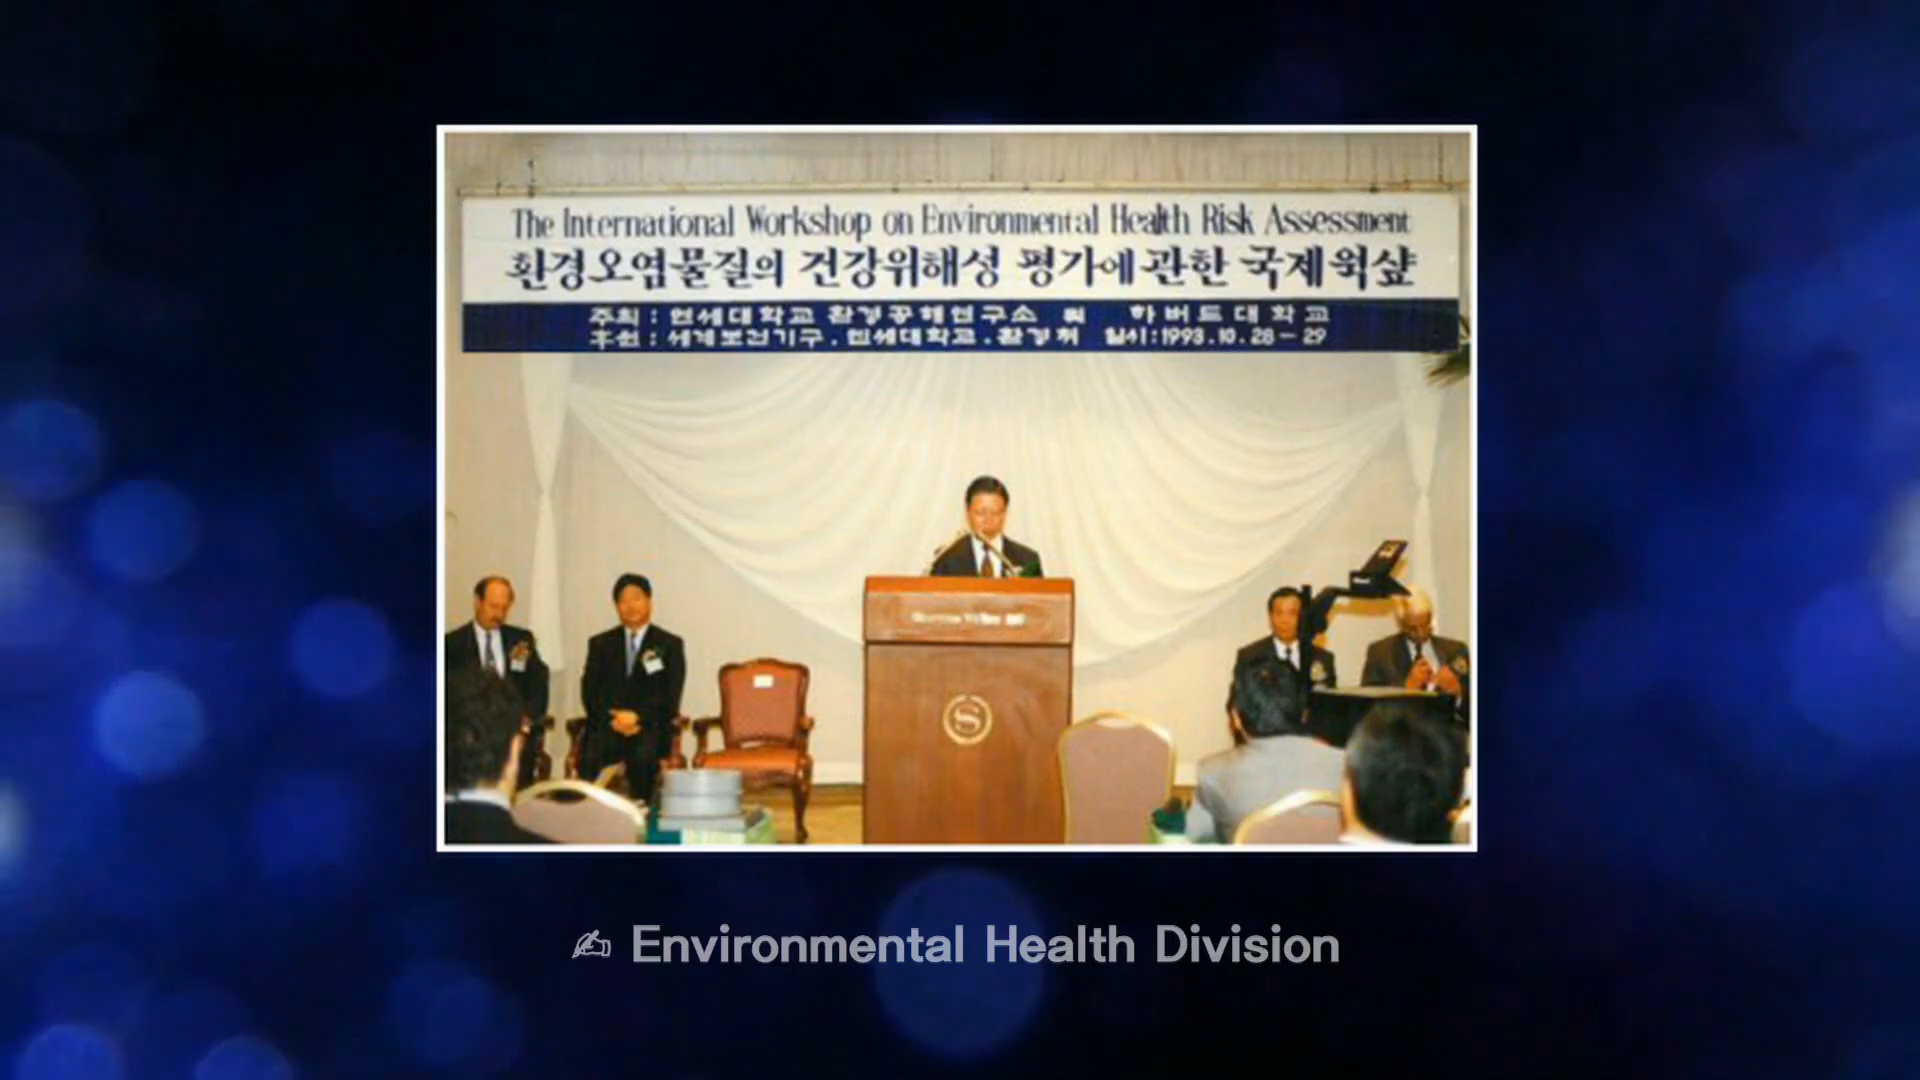 The International Workshop on Environmental Health Risk Assessment
환경오염물질의 건강위해성 평가에 관한 국제웍샾
주최 : 연세대학교 환경공해연구소 및 하버드대학교
후원 : 세계보건기구 . 연세대학교 . 환경처 일시 : 1993 . 10 . 28 - 29
S
✍ Environmental Health Division